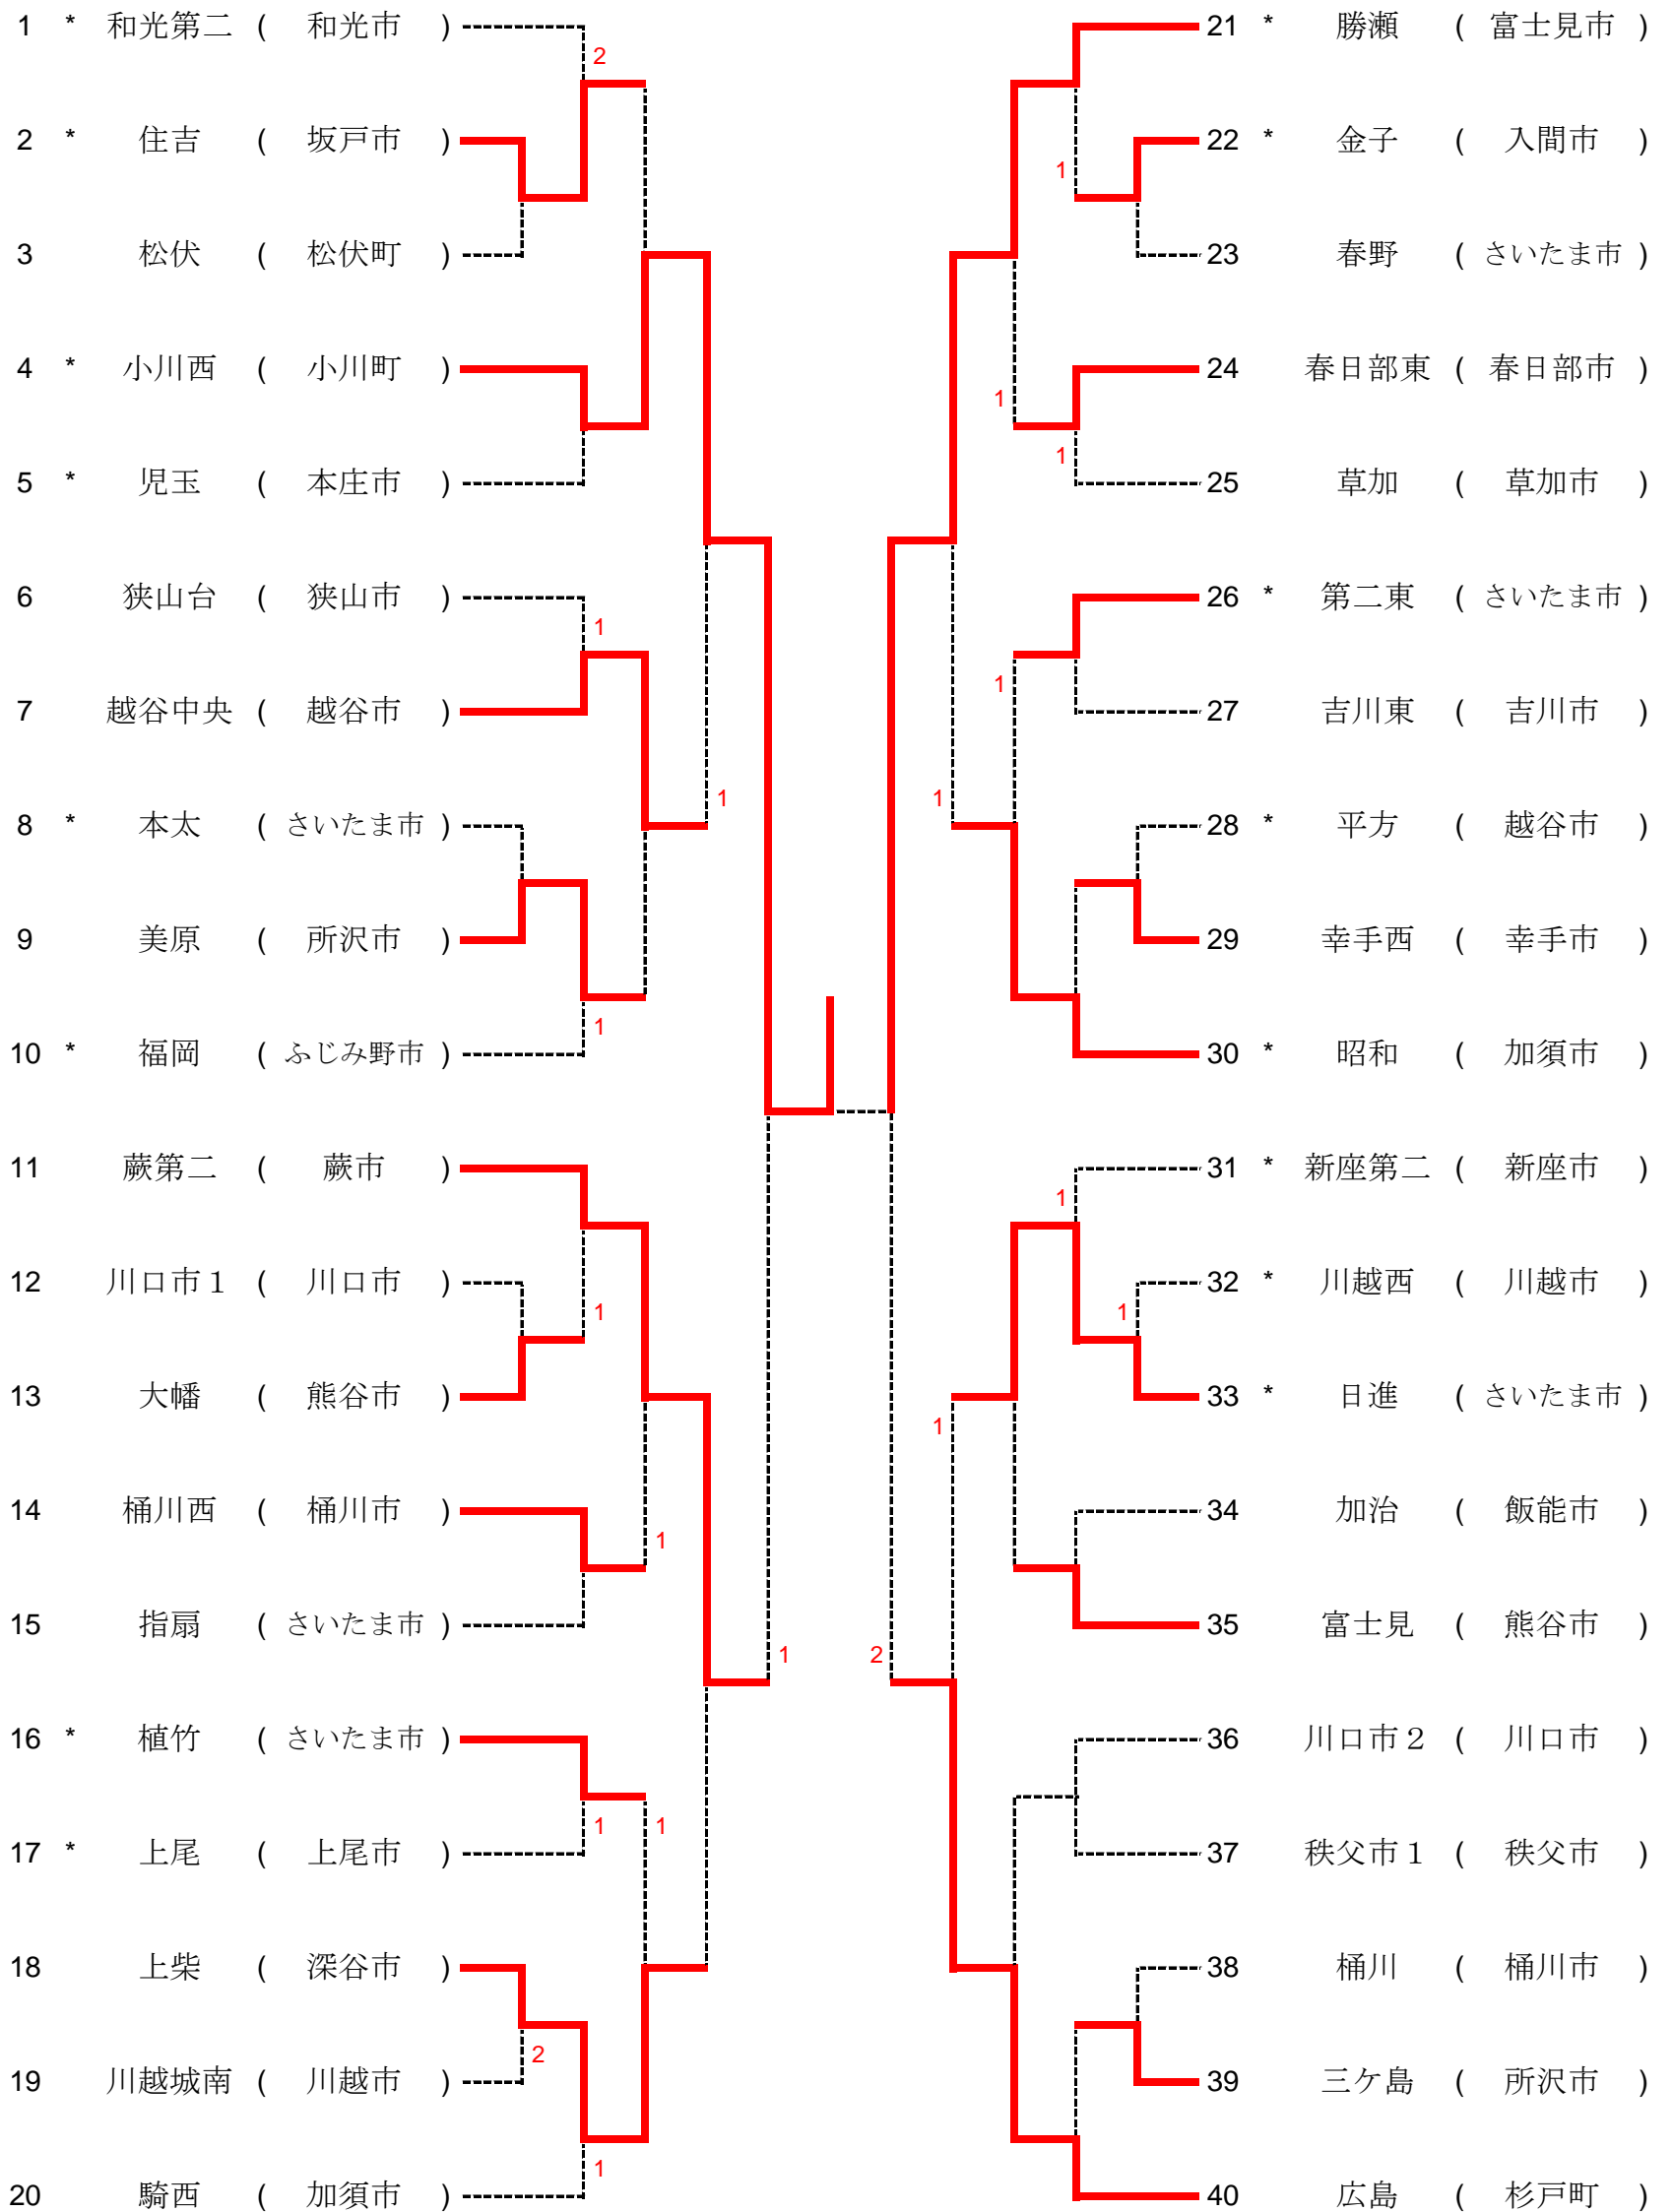 1 * 和光第二 ( 和光市 )
2 * 住吉 ( 坂戸市 )
3 松伏 ( 松伏町 )
4 * 小川西 ( 小川町 )
5 * 児玉 ( 本庄市 )
6 狭山台 ( 狭山市 )
7 越谷中央 ( 越谷市 )
8 * 本太 ( さいたま市 )
9 美原 ( 所沢市 )
10 * 福岡 ( ふじみ野市 )
11 蕨第二 ( 蕨市 )
12 川口市１ ( 川口市 )
13 大幡 ( 熊谷市 )
14 桶川西 ( 桶川市 )
15 指扇 ( さいたま市 )
16 * 植竹 ( さいたま市 )
17 * 上尾 ( 上尾市 )
18 上柴 ( 深谷市 )
19 川越城南 ( 川越市 )
20 騎西 ( 加須市 )
2
1
1
1
1
1
1
1
1
2
1
21 * 勝瀬 ( 富士見市 )
22 * 金子 ( 入間市 )
23 春野 ( さいたま市 )
24 春日部東 ( 春日部市 )
25 草加 ( 草加市 )
26 * 第二東 ( さいたま市 )
27 吉川東 ( 吉川市 )
28 * 平方 ( 越谷市 )
29 幸手西 ( 幸手市 )
30 * 昭和 ( 加須市 )
31 * 新座第二 ( 新座市 )
32 * 川越西 ( 川越市 )
33 * 日進 ( さいたま市 )
34 加治 ( 飯能市 )
35 富士見 ( 熊谷市 )
36 川口市２ ( 川口市 )
37 秩父市１ ( 秩父市 )
38 桶川 ( 桶川市 )
39 三ケ島 ( 所沢市 )
40 広島 ( 杉戸町 )
1
1
1
1
1
1
1
1
2